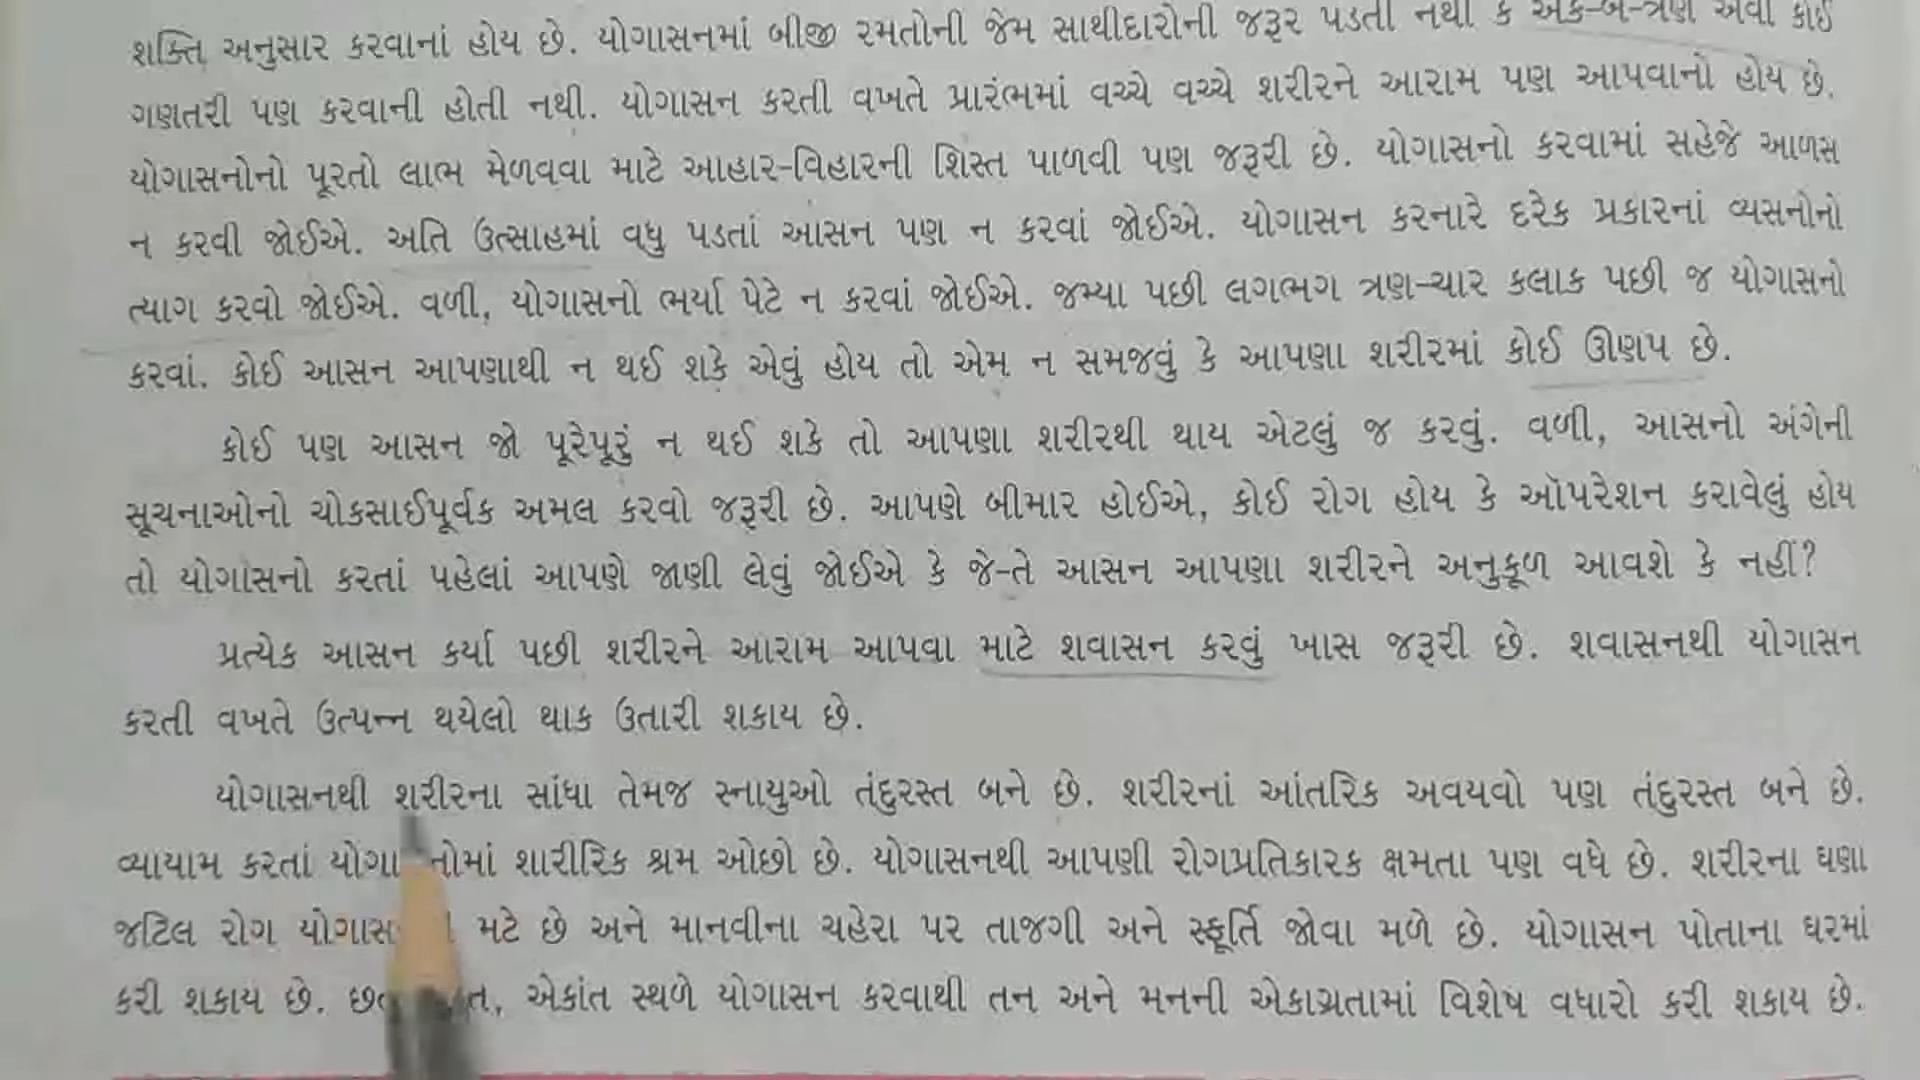 શક્તિ અનુસાર કરવાનાં હોય છે. યોગાસનમાં બીજી રમતોની જેમ સાથીદારોની જરૂર પડતી નથી કે એક-બે-ત્રણ એવી કોઈ
ગણતરી પણ કરવાની હોતી નથી. યોગાસન કરતી વખતે પ્રારંભમાં વચ્ચે વચ્ચે શરીરને આરામ પણ આપવાનો હોય છે.
યોગાસનોનો પૂરતો લાભ મેળવવા માટે આહાર-વિહારની શિસ્ત પાળવી પણ જરૂરી છે. યોગાસનો કરવામાં સહેજે આળસ
ન કરવી જોઈએ. અતિ ઉત્સાહમાં વધુ પડતાં આસન પણ ન કરવાં જોઈએ. યોગાસન કરનારે દરેક પ્રકારનાં વ્યસનોનો
ત્યાગ કરવો જોઈએ. વળી, યોગાસનો ભર્યા પેટે ન કરવાં જોઈએ. જમ્યા પછી લગભગ ત્રણ-ચાર કલાક પછી જ યોગાસનો
કરવાં. કોઈ આસન આપણાથી ન થઈ શકે એવું હોય તો એમ ન સમજવું કે આપણા શરીરમાં કોઈ ઊણપ છે.
કોઈ પણ આસન જો પૂરેપૂરું ન થઈ શકે તો આપણા શરીરથી થાય એટલું જ કરવું. વળી, આસનો અંગેની
સૂચનાઓનો ચોકસાઈપૂર્વક અમલ કરવો જરૂરી છે. આપણે બીમાર હોઈએ, કોઈ રોગ હોય કે ઑપરેશન કરાવેલું હોય
તો યોગાસનો કરતાં પહેલાં આપણે જાણી લેવું જોઈએ કે જે-તે આસન આપણા શરીરને અનુકૂળ આવશે કે નહીં?
પ્રત્યેક આસન કર્યા પછી શરીરને આરામ આપવા માટે શવાસન કરવું ખાસ જરૂરી છે. શવાસનથી યોગાસન
કરતી વખતે ઉત્પન્ન થયેલો થાક ઉતારી શકાય છે.
યોગાસનથી શરીરના સાંધા તેમજ સ્નાયુઓ તંદુરસ્ત બને છે. શરીરનાં આંતરિક અવયવો પણ તંદુરસ્ત બને છે.
વ્યાયામ કરતાં શારીરિક શ્રમ ઓછો છે. યોગાસનથી આપણી રોગપ્રતિકારક ક્ષમતા પણ વધે છે. શરીરના ઘણા
જટિલ રોગ મટે છે અને માનવીના ચહેરા પર તાજગી અને સ્ફૂર્તિ જોવા મળે છે. યોગાસન પોતાના ઘરમાં
કરી શકાય છે. એકાંત સ્થળે યોગાસન કરવાથી તન અને મનની એકાગ્રતામાં વિશેષ વધારો કરી શકાય છે.